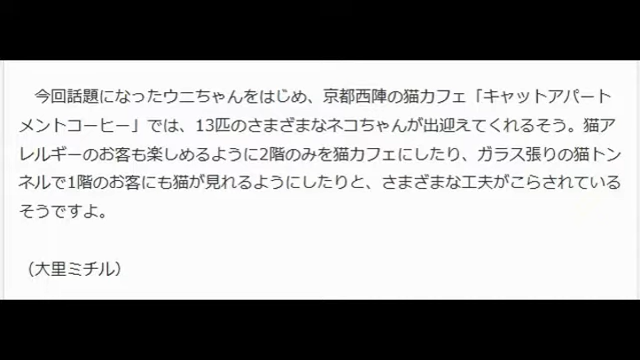 今回話題になったウニちゃんをはじめ、京都西陣の猫カフェ「キャットアパート
メントコーヒー」では、13匹のさまざまなネコちゃんが出迎えてくれるそう。猫ア
レルギーのお客も楽しめるように2階のみを猫カフェにしたり、ガラス張りの猫トン
ネルで1階のお客にも猫が見れるようにしたりと、さまざまな工夫がこらされている
そうですよ。
（大里ミチル）